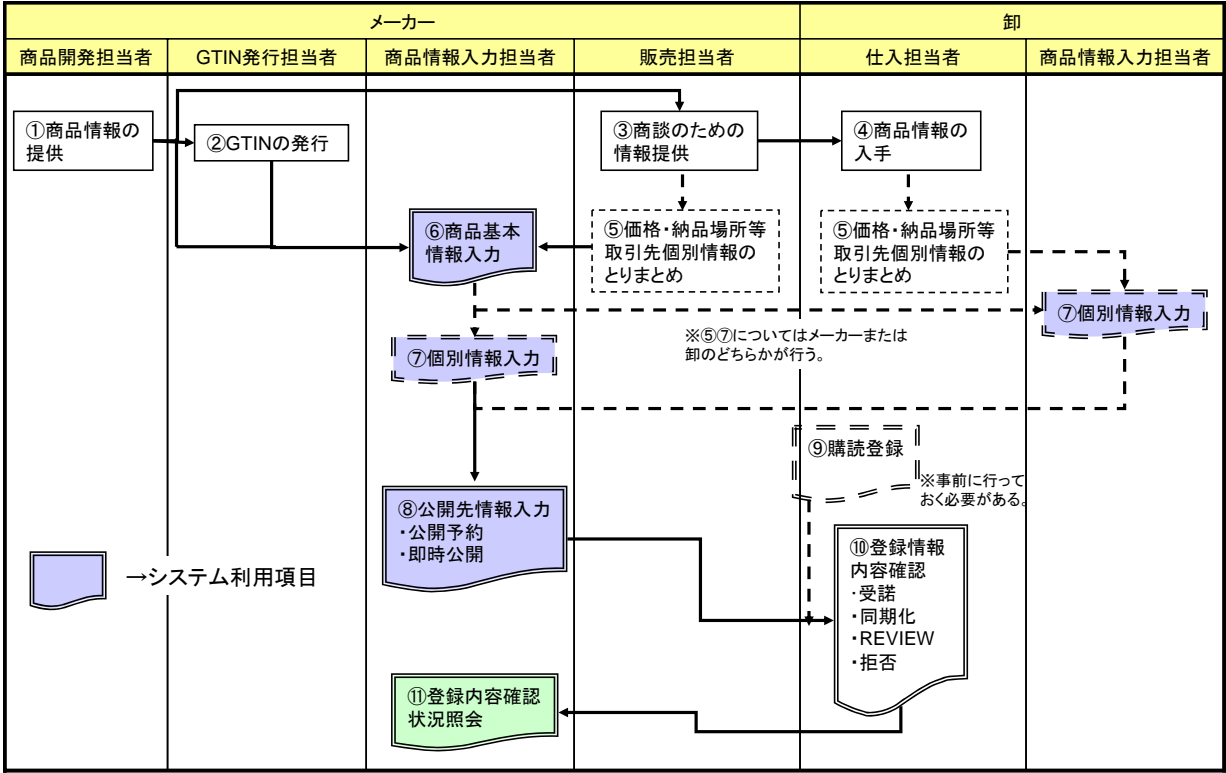 メーカー
卸
商品開発担当者
GTIN発行担当者
商品情報入力担当者
販売担当者
仕入担当者
商品情報入力担当者
①商品情報の
提供
②GTINの発行
③商談のための
情報提供
④商品情報の
入手
⑥商品基本
情報入力
⑤価格・納品場所等
取引先個別情報の
とりまとめ
⑤価格・納品場所等
取引先個別情報の
とりまとめ
⑦個別情報入力
※⑤⑦についてはメーカーまたは
卸のどちらかが行う。
⑦個別情報入力
⑨購読登録
※事前に行って
おく必要がある。
⑧公開先情報入力
・公開予約
・即時公開
→システム利用項目
⑩登録情報
内容確認
・受諾
・同期化
・REVIEW
・拒否
⑪登録内容確認
状況照会